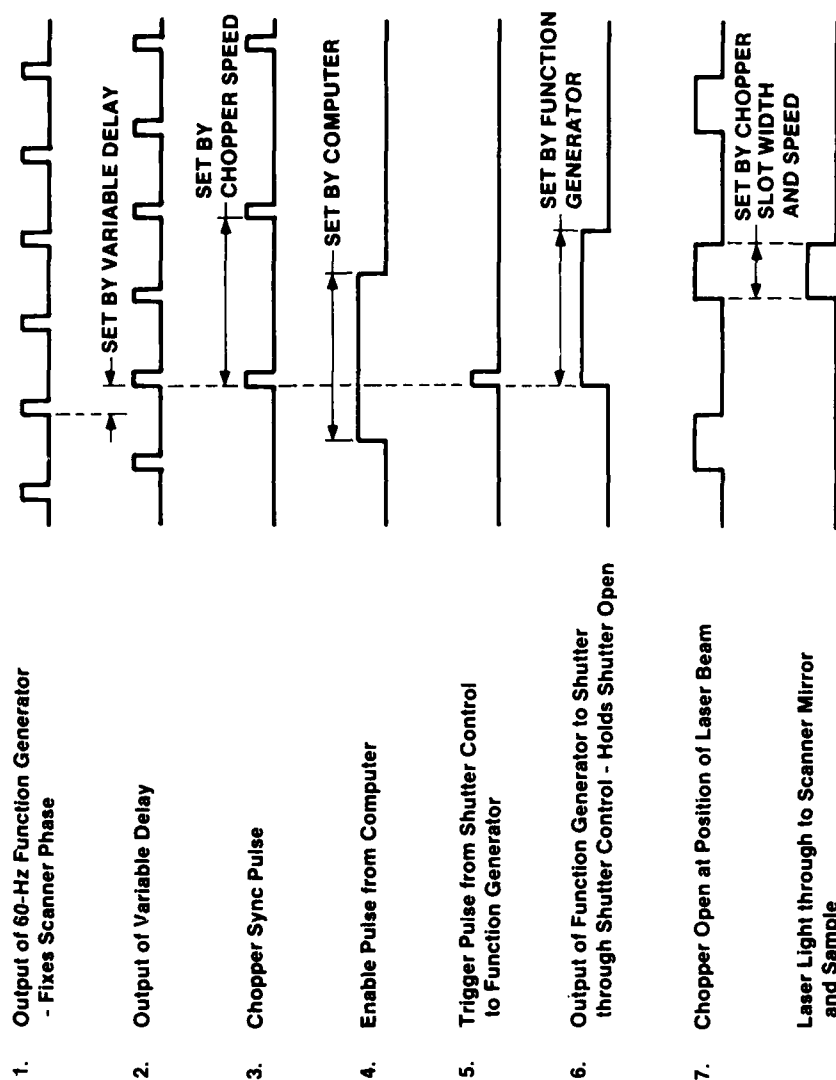 1. Output of 60-Hz Function Generator
- Fixes Scanner Phase
SET BY VARIABLE DELAY
2. Output of Variable Delay
SET BY
CHOPPER SPEED
3. Chopper Sync Pulse
SET BY COMPUTER
4. Enable Pulse from Computer
5. Trigger Pulse from Shutter Control
to Function Generator
SET BY FUNCTION
GENERATOR
6. Output of Function Generator to Shutter
through Shutter Control - Holds Shutter Open
7. Chopper Open at Position of Laser Beam
SET BY CHOPPER
SLOT WIDTH
AND SPEED
Laser Light through to Scanner Mirror
and Sample